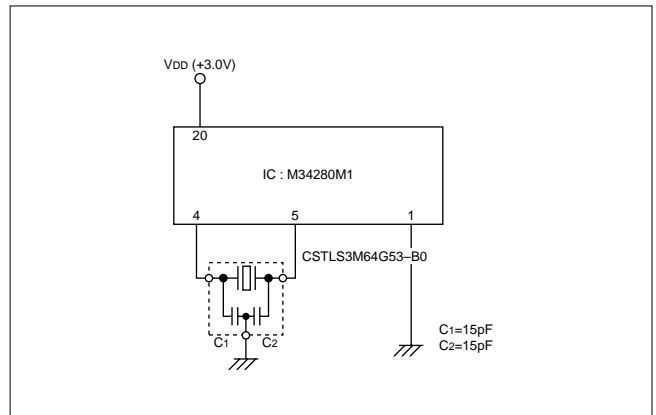 VDD (+3.0V)
20
IC : M34280M1
4 5 1
CSTLS3M64G53–B0
C1 C2
C1=15pF
C2=15pF